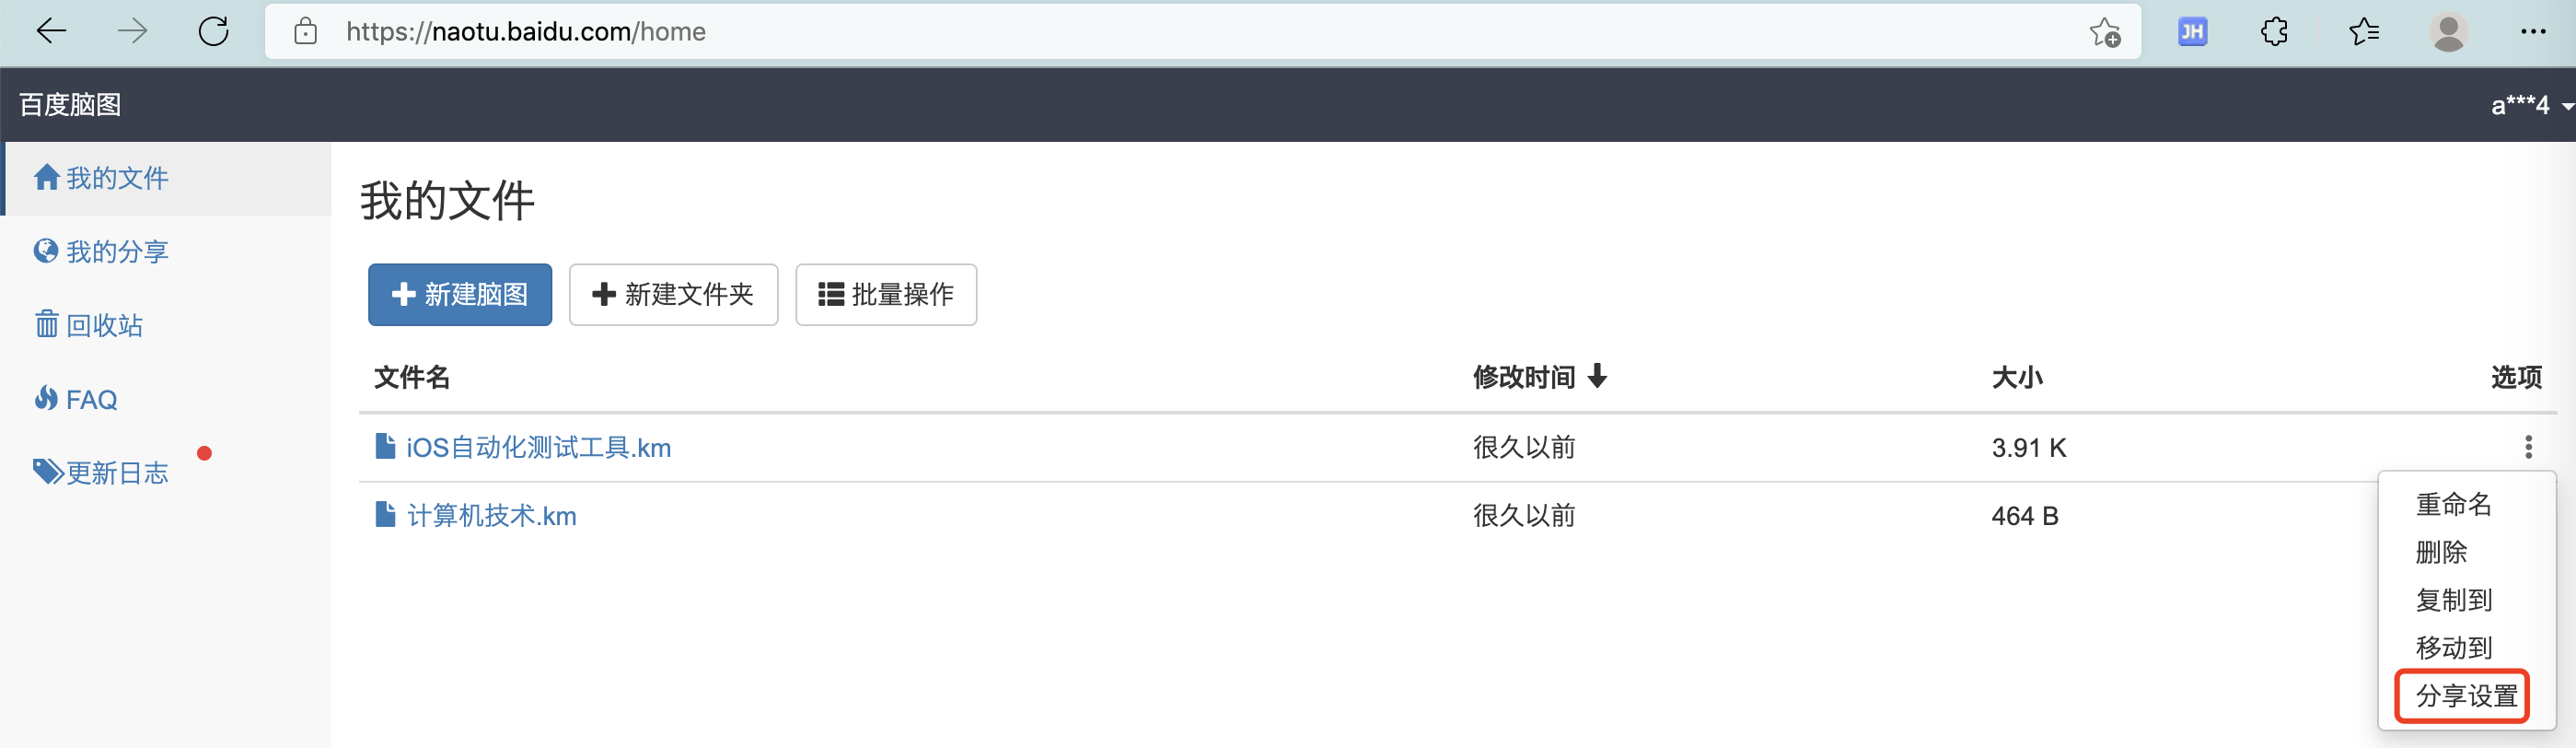 https://naotu.baidu.com/home
JH
百度脑图
a***4
我的文件
我的分享
回收站
FAQ
更新日志
我的文件
新建脑图 新建文件夹 批量操作
文件名 修改时间 大小 选项
iOS自动化测试工具.km 很久以前 3.91 K
计算机技术.km 很久以前 464 B
重命名
删除
复制到
移动到
分享设置